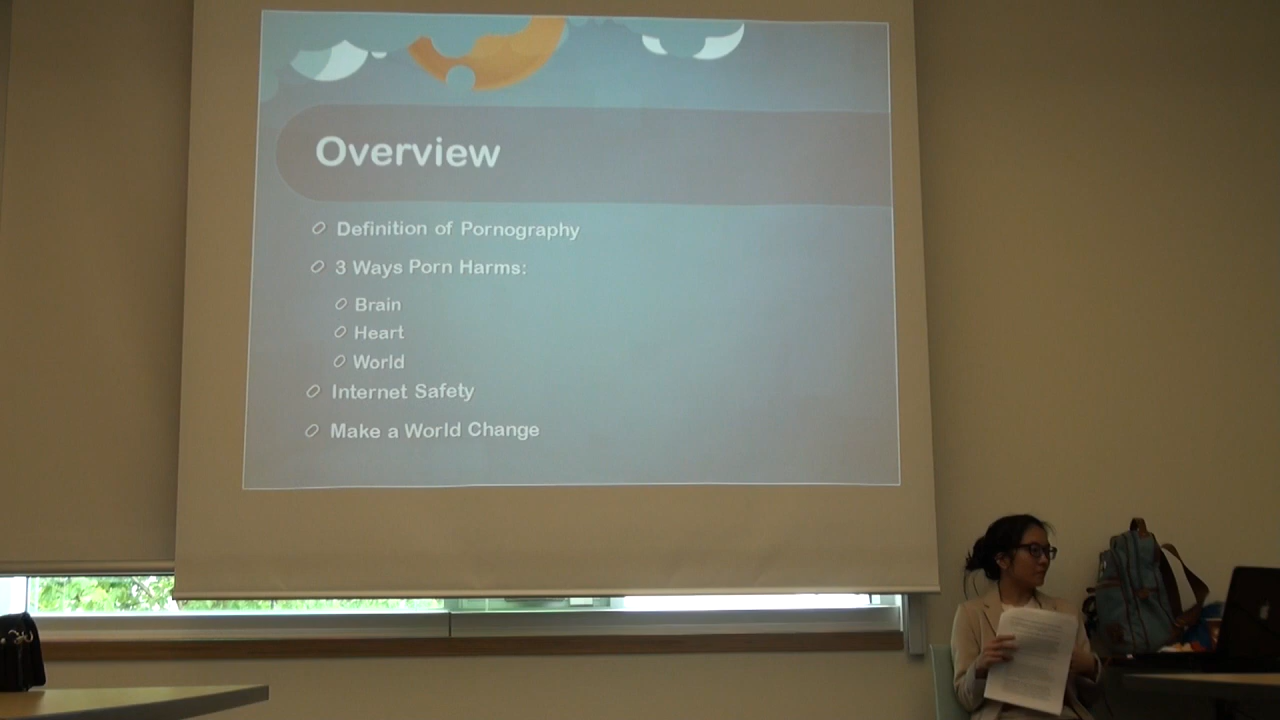 Overview
Definition of Pornography
3 Ways Porn Harms:
Brain
Heart
World
Internet Safety
Make a World Change